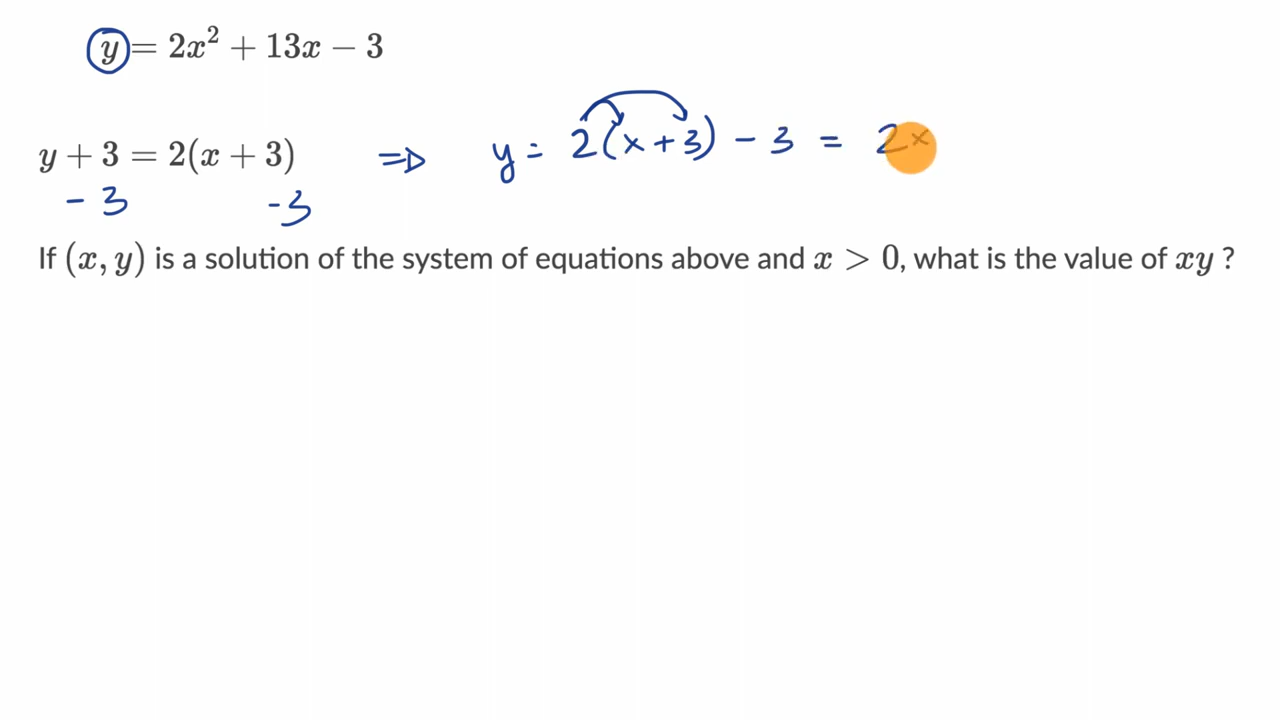 y = 2x² + 13x − 3
y + 3 = 2(x + 3) ⇒ y = 2(x + 3) − 3 = 2x
− 3 -3
If (x, y) is a solution of the system of equations above and x > 0, what is the value of xy ?